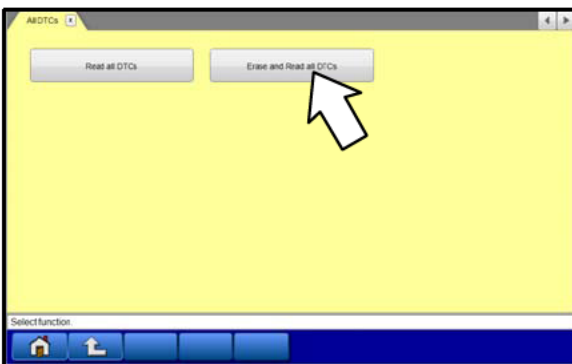 All DTCs x
Read all DTCs Erase and Read all DTCs
Select function.